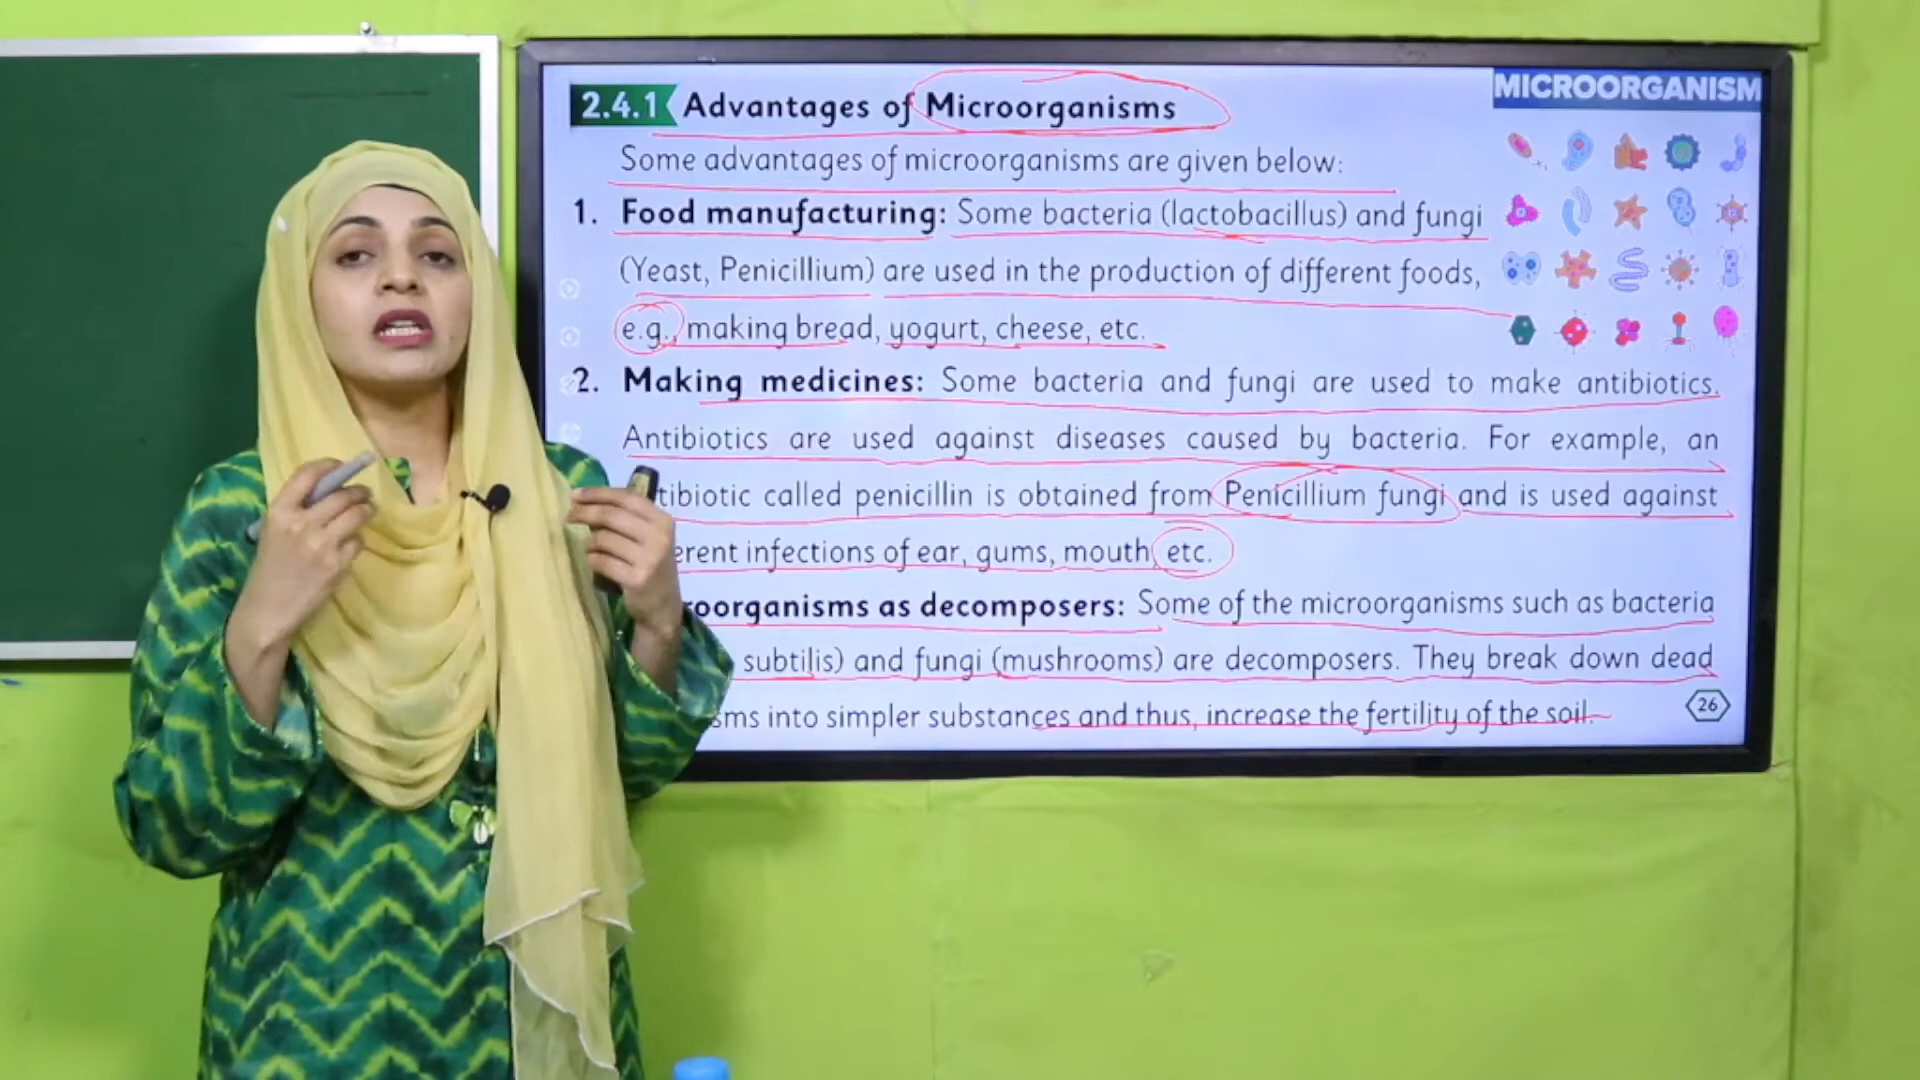 2.4.1 Advantages of Microorganisms
MICROORGANISM
Some advantages of microorganisms are given below:
1. Food manufacturing: Some bacteria (lactobacillus) and fungi
(Yeast, Penicillium) are used in the production of different foods,
e.g., making bread, yogurt, cheese, etc.
2. Making medicines: Some bacteria and fungi are used to make antibiotics.
Antibiotics are used against diseases caused by bacteria. For example, an
tibiotic called penicillin is obtained from Penicillium fungi and is used against
erent infections of ear, gums, mouth etc.
roorganisms as decomposers: Some of the microorganisms such as bacteria
subtilis) and fungi (mushrooms) are decomposers. They break down dead
sms into simpler substances and thus, increase the fertility of the soil.
26